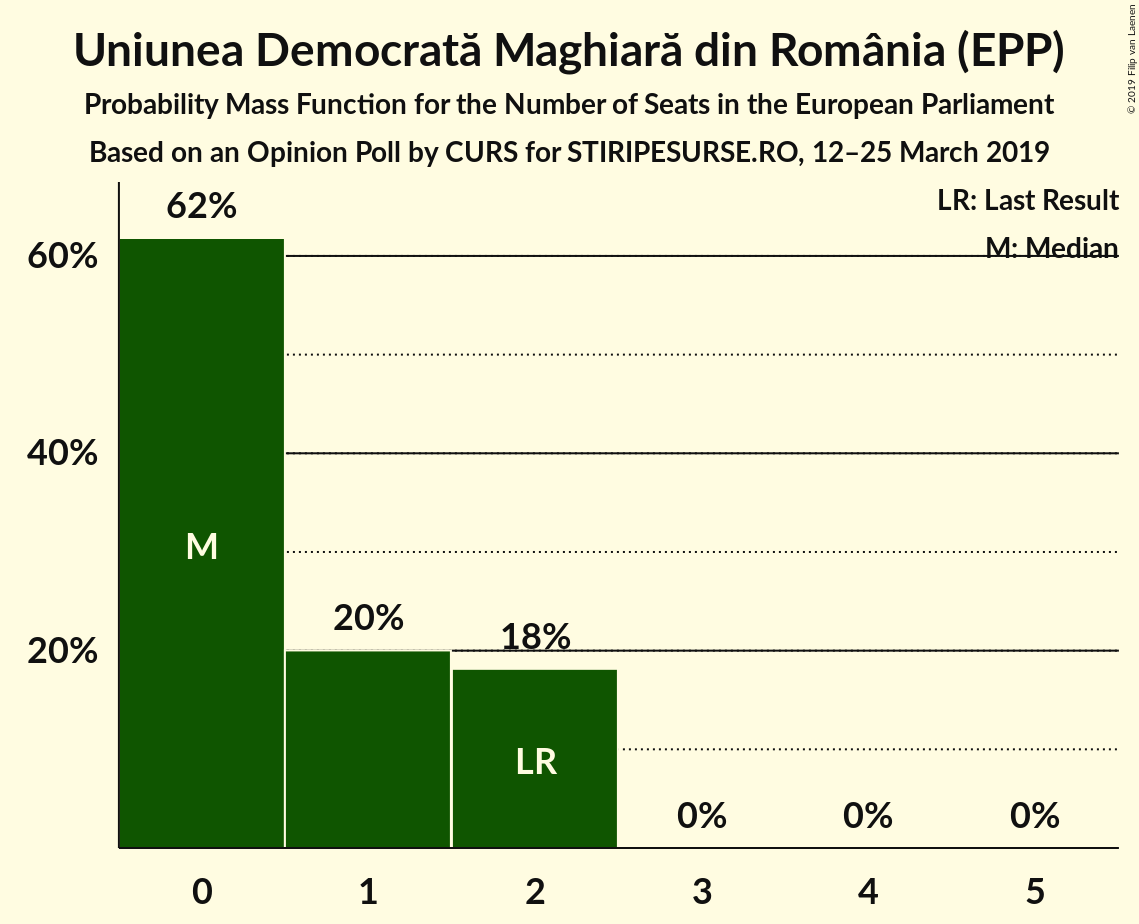 Uniunea Democrată Maghiară din România (EPP)
Probability Mass Function for the Number of Seats in the European Parliament
Based on an Opinion Poll by CURS for STIRIPESURSE.RO, 12–25 March 2019
© 2019 Filip van Laenen
LR: Last Result
M: Median
62%
60%
40%
M
20%
18%
20%
LR
0%
0%
0%
0
1
2
3
4
5